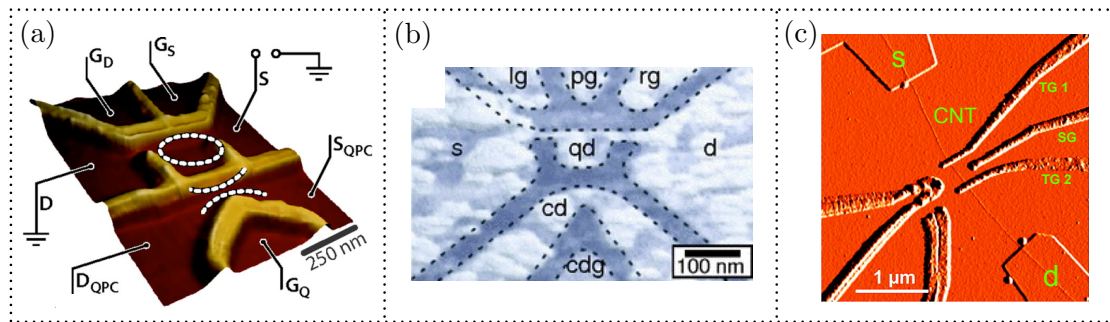 (a)
G_D
G_S
S
S_QPC
D
D_QPC
G_Q
250 nm
(b)
lg pg rg
s qd d
cd
cdg
100 nm
(c)
s
CNT
TG 1
SG
TG 2
1 µm
d